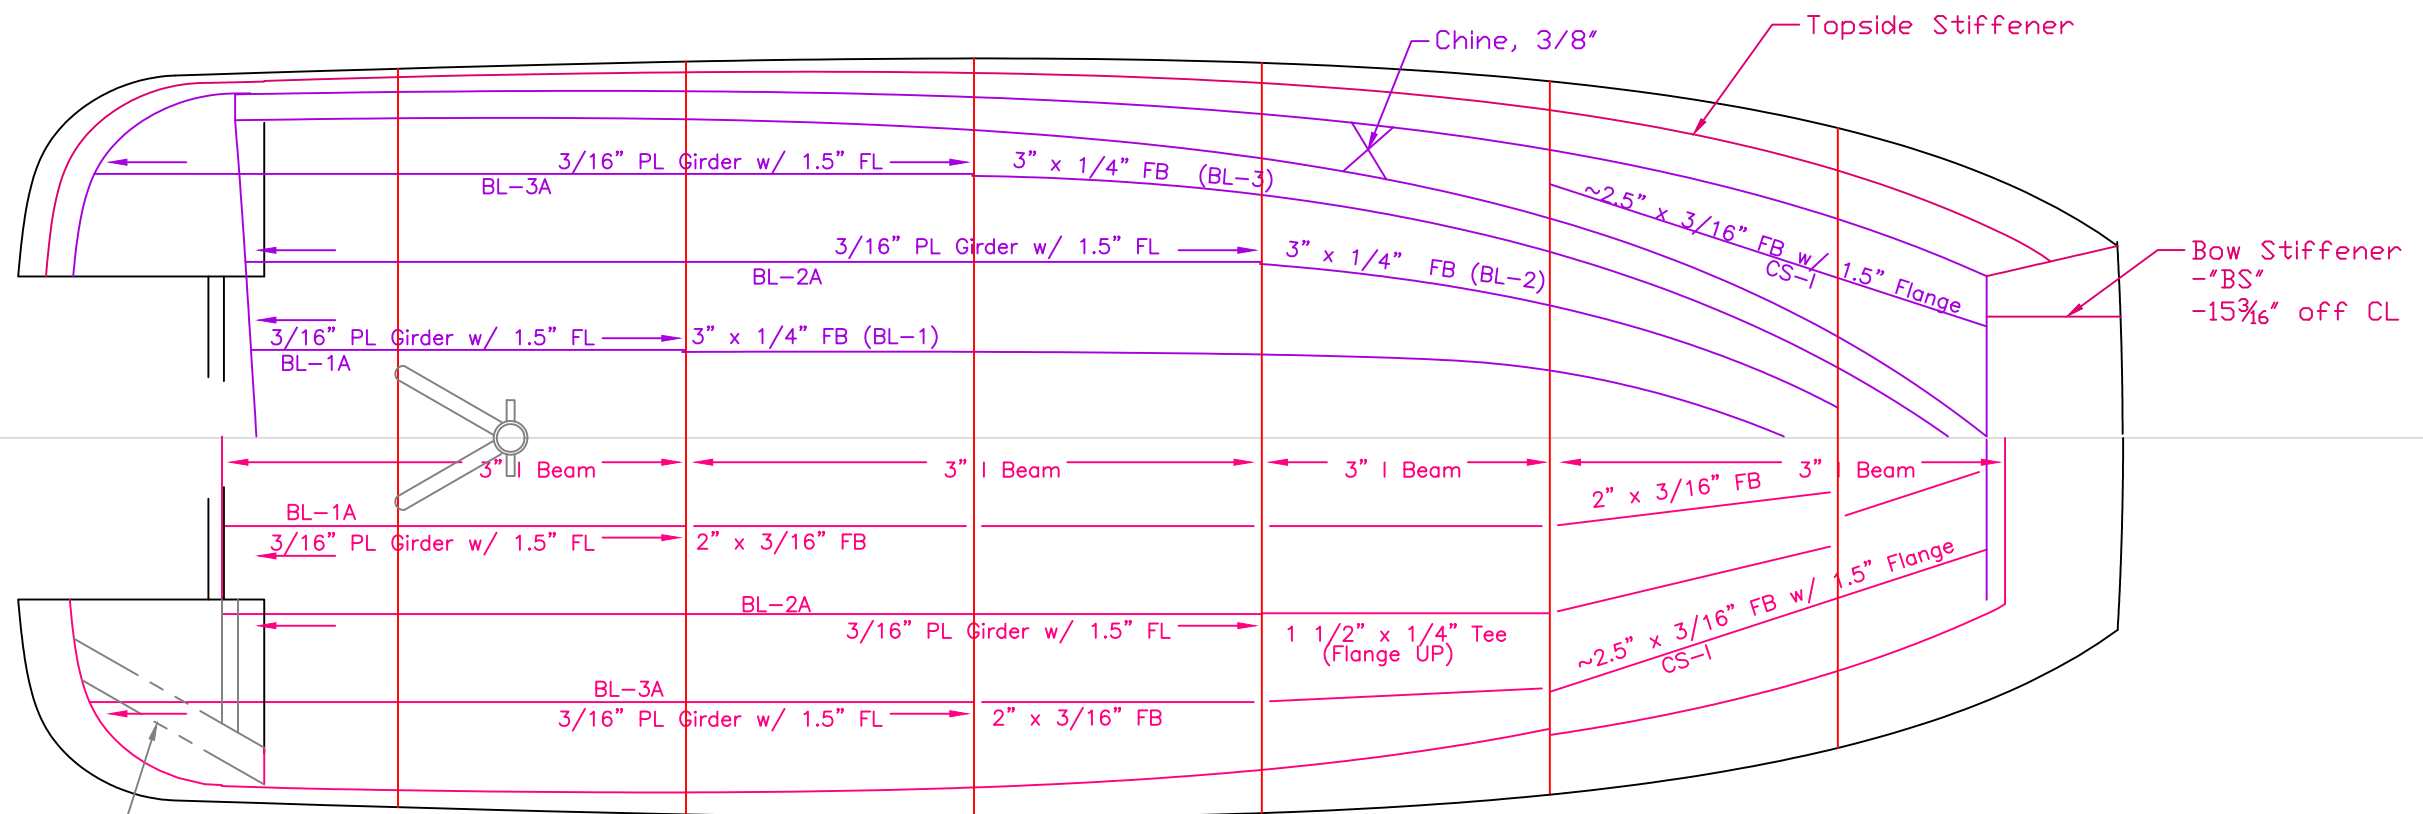 Topside Stiffener
Chine, 3/8"
3/16" PL Girder w/ 1.5" FL
3" x 1/4" FB (BL-3)
BL-3A
~2.5" x 3/16" FB w/ 1.5" Flange
CS-1
3/16" PL Girder w/ 1.5" FL
3" x 1/4" FB (BL-2)
BL-2A
Bow Stiffener
-"BS"
-15 3/16" off CL
3/16" PL Girder w/ 1.5" FL
3" x 1/4" FB (BL-1)
BL-1A
3" I Beam
3" I Beam
3" I Beam
3" I Beam
2" x 3/16" FB
BL-1A
3/16" PL Girder w/ 1.5" FL
2" x 3/16" FB
~2.5" x 3/16" FB w/ 1.5" Flange
CS-1
BL-2A
3/16" PL Girder w/ 1.5" FL
1 1/2" x 1/4" Tee
(Flange UP)
BL-3A
3/16" PL Girder w/ 1.5" FL
2" x 3/16" FB